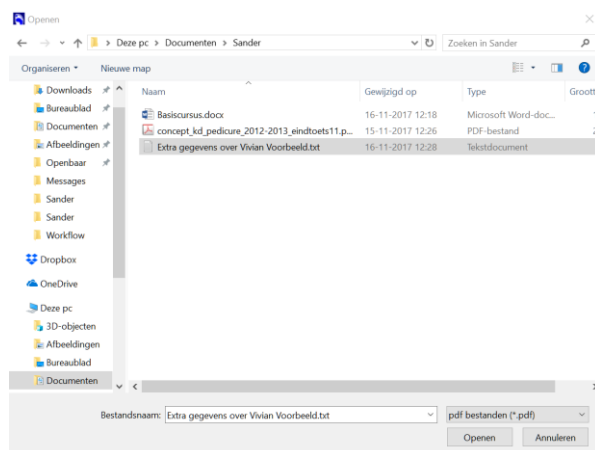 Openen
Deze pc > Documenten > Sander
Zoeken in Sander
Organiseren
Nieuwe map
Downloads
Bureaublad
Documenten
Afbeeldingen
Openbaar
Messages
Sander
Sander
Workflow
Dropbox
OneDrive
Deze pc
3D-objecten
Afbeeldingen
Bureaublad
Documenten
Naam Gewijzigd op Type Groott
Basiscursus.docx 16-11-2017 12:18 Microsoft Word-doc...
concept_kd_pedicure_2012-2013_eindtoets11.p... 15-11-2017 12:26 PDF-bestand
Extra gegevens over Vivian Voorbeeld.txt 16-11-2017 12:28 Tekstdocument
Bestandsnaam: Extra gegevens over Vivian Voorbeeld.txt
pdf bestanden (*.pdf)
Openen Annuleren